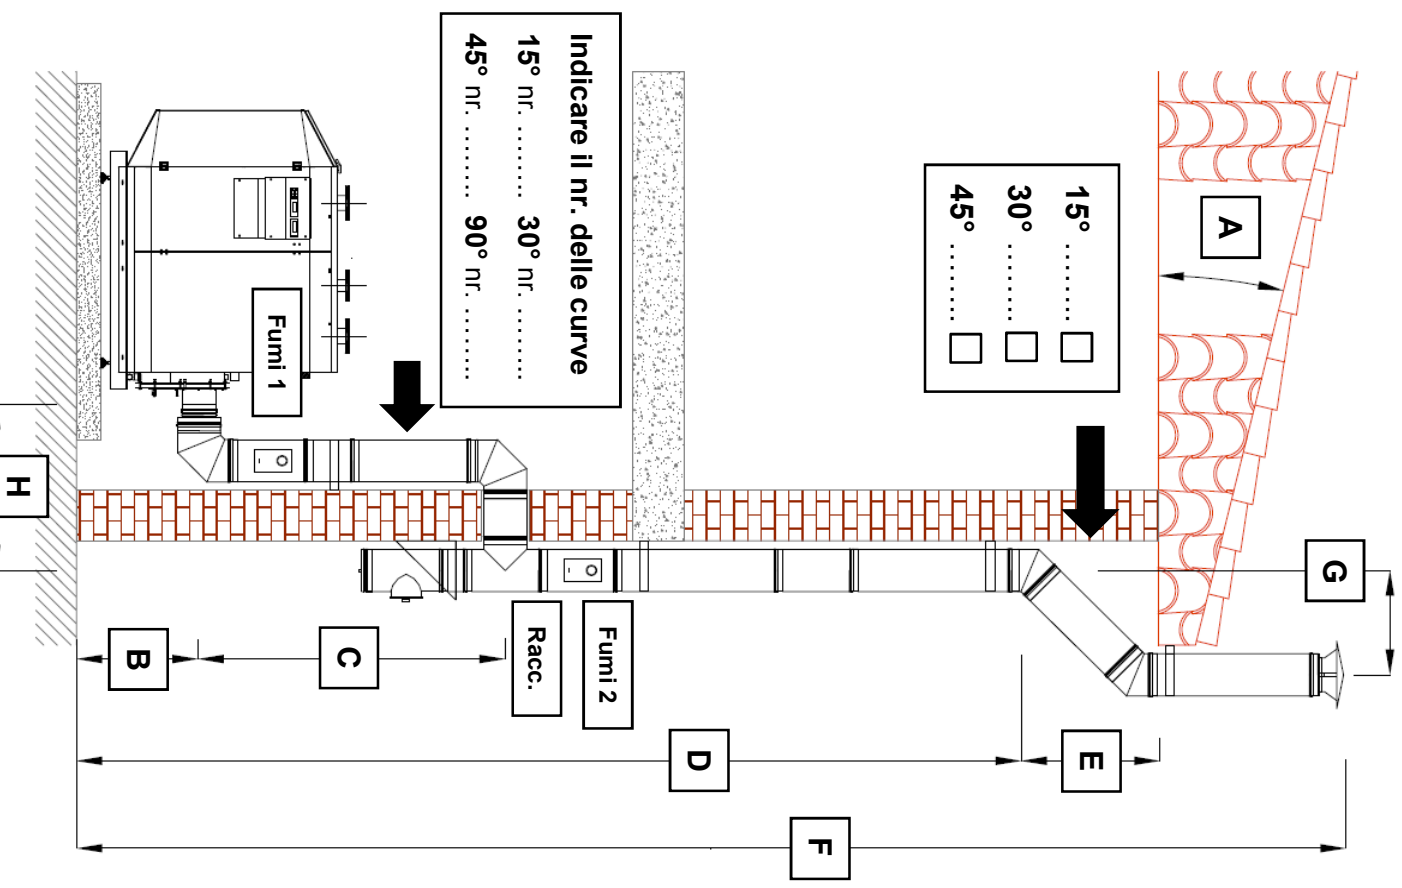 Indicare il nr. delle curve
15° nr. ......... 30° nr. .........
45° nr. ......... 90° nr. .........
15° .........
30° .........
45° .........
A
Fumi 1
H
G
B
C
Racc.
Fumi 2
D
E
F